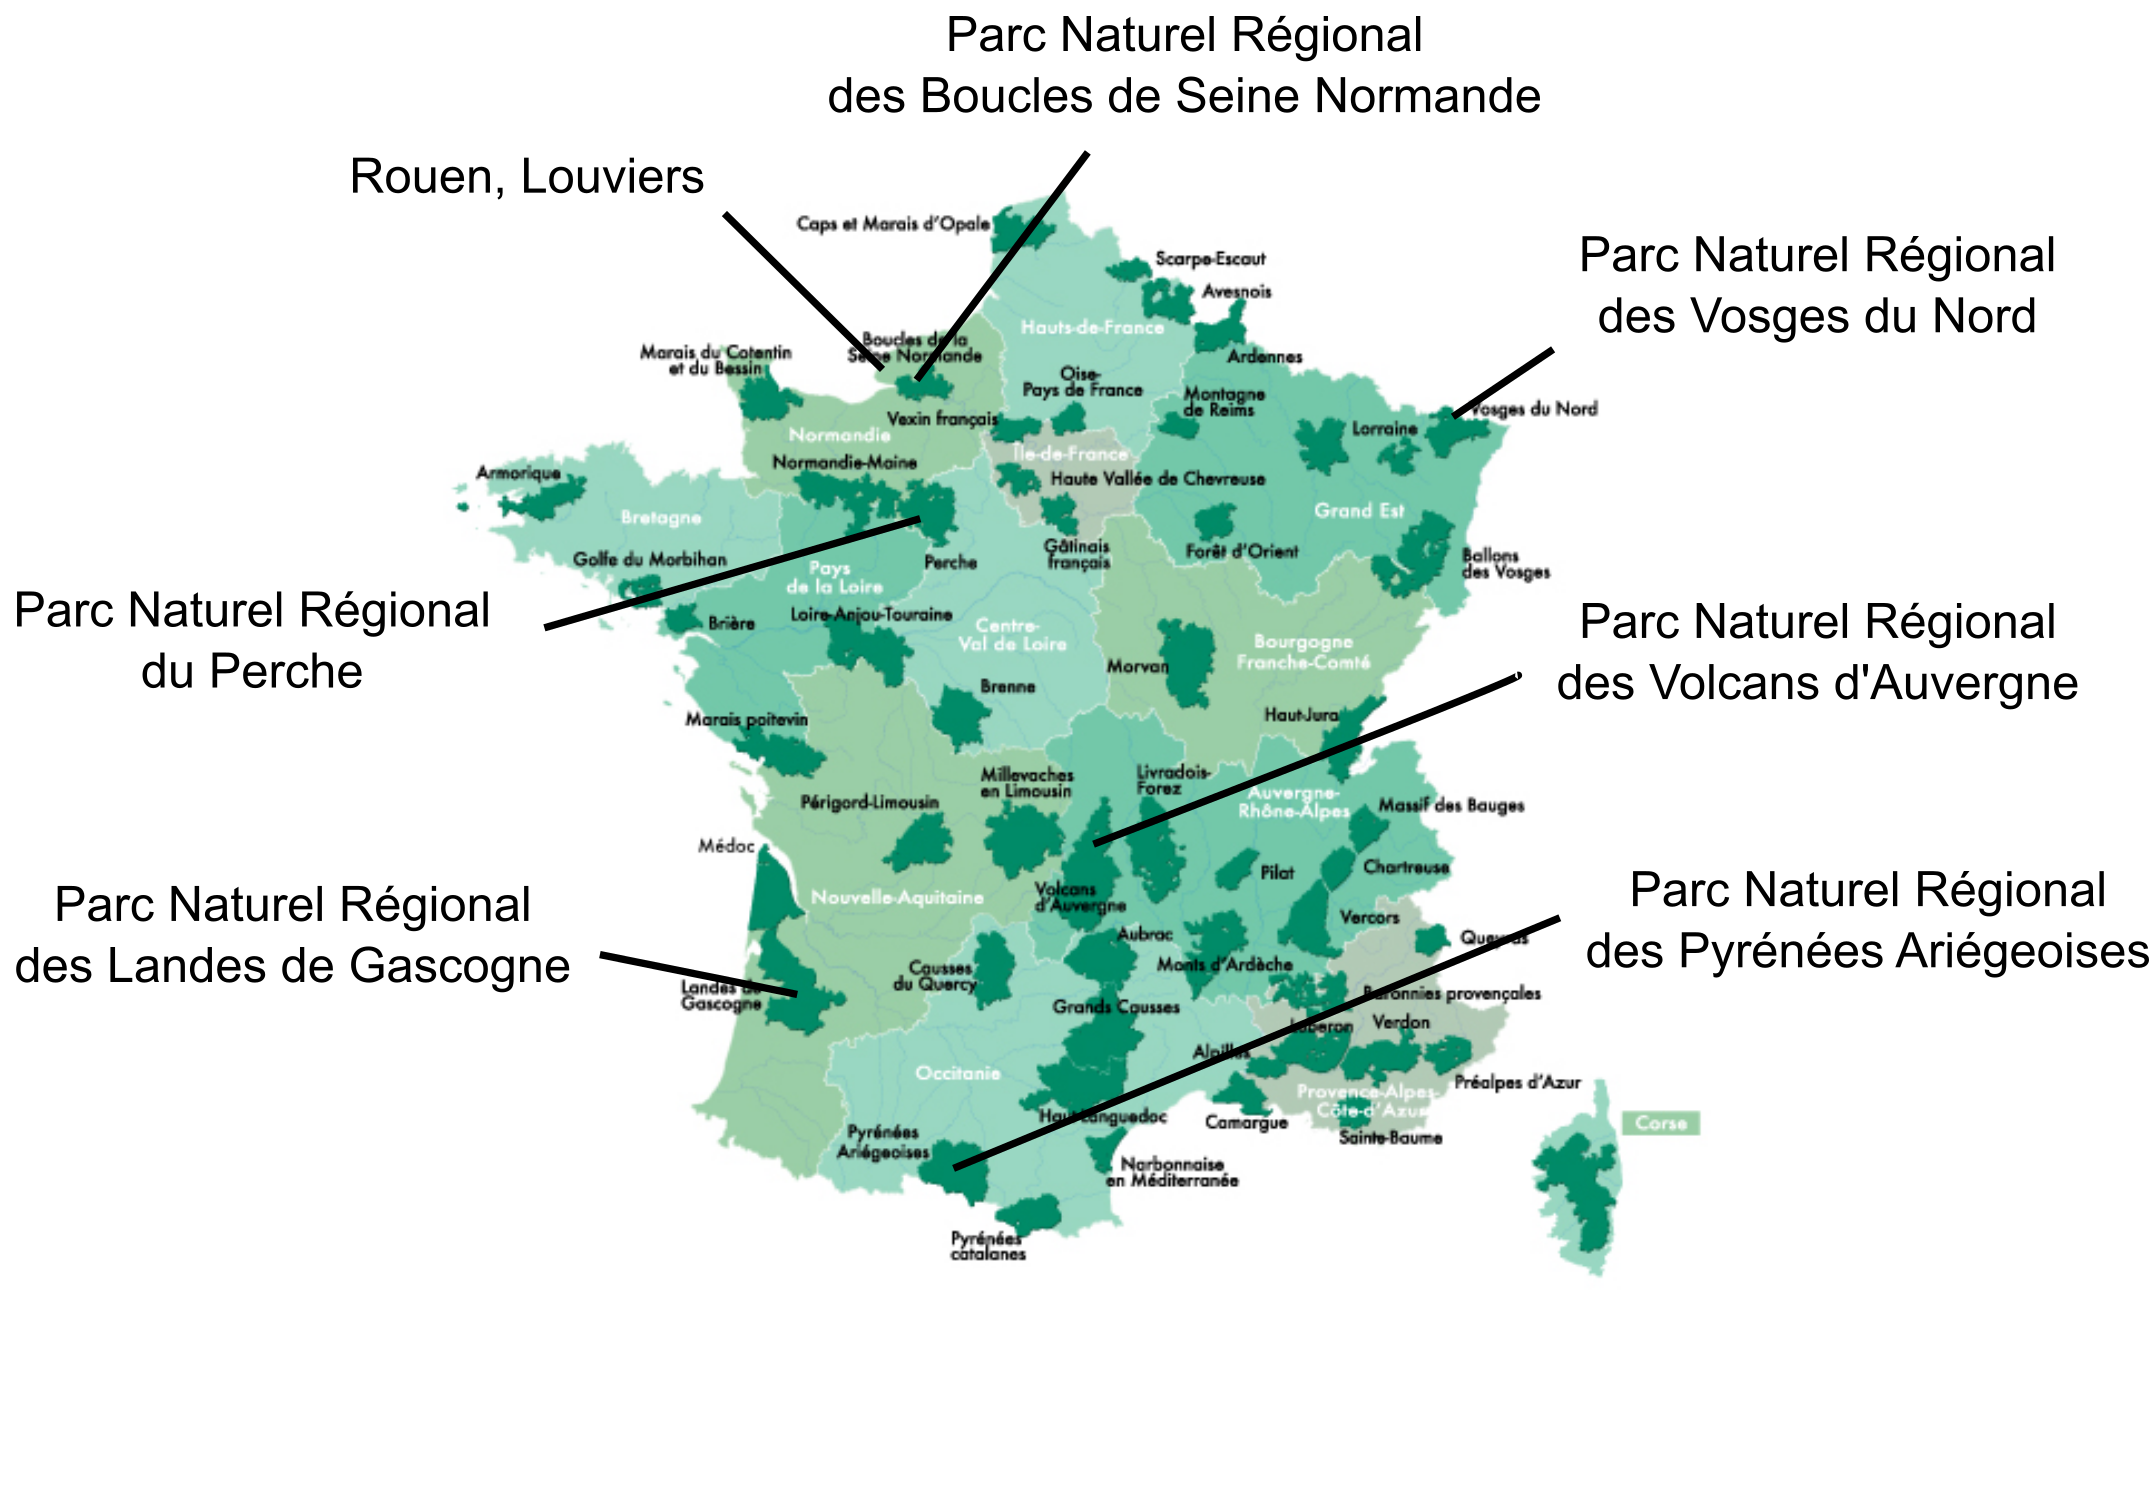 Parc Naturel Régional
des Boucles de Seine Normande
Rouen, Louviers
Parc Naturel Régional
des Vosges du Nord
Parc Naturel Régional
du Perche
Parc Naturel Régional
des Volcans d'Auvergne
Parc Naturel Régional
des Landes de Gascogne
Parc Naturel Régional
des Pyrénées Ariégeoises
Caps et Marais d'Opale
Scarpe-Escaut
Avesnois
Hauts-de-France
Boucles de la
Seine Normande
Marais du Cotentin
et du Bessin
Ardennes
Oise-
Pays de France
Montagne
de Reims
Vosges du Nord
Vexin français
Lorraine
Normandie
Île-de-France
Normandie-Maine
Armorique
Haute Vallée de Chevreuse
Bretagne
Grand Est
Golfe du Morbihan
Perche
Gâtinais
français
Forêt d'Orient
Ballons
des Vosges
Pays
de la Loire
Brière
Loire-Anjou-Touraine
Centre-
Val de Loire
Bourgogne
Franche-Comté
Morvan
Brenne
Marais poitevin
Haut-Jura
Millevaches
en Limousin
Livradois-
Forez
Périgord-Limousin
Auvergne-
Rhône-Alpes
Massif des Bauges
Médoc
Pilat
Chartreuse
Nouvelle-Aquitaine
Volcans
d'Auvergne
Vercors
Aubrac
Queyras
Causses
du Quercy
Monts d'Ardèche
Landes de
Gascogne
Grands Causses
Baronnies provençales
Luberon
Verdon
Alpilles
Occitanie
Préalpes d'Azur
Provence-Alpes-
Côte-d'Azur
Haut-Languedoc
Camargue
Sainte-Baume
Corse
Pyrénées
Ariégeoises
Narbonnaise
en Méditerranée
Pyrénées
catalanes